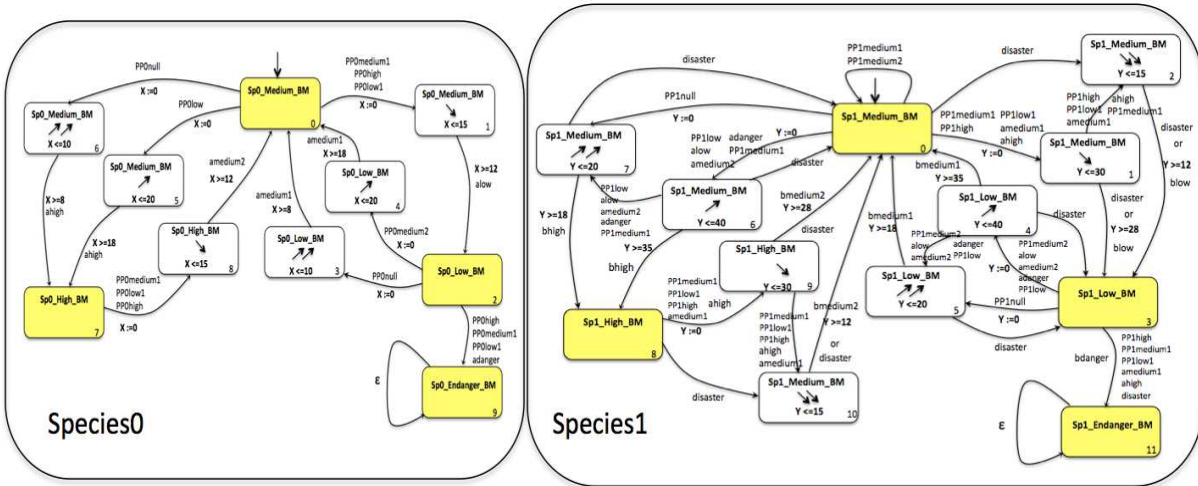 PP0null
X :=0
Sp0_Medium_BM
0
PP0medium1
PP0high
PP0low1
X :=0
Sp0_Medium_BM
X <=10
6
PP0low
X :=0
Sp0_Medium_BM
X <=15
1
Sp0_Medium_BM
X <=20
5
amedium2
X >=12
amedium1
X >=18
Sp0_Low_BM
X <=20
4
X >=12
alow
X >=8
ahigh
X >=18
ahigh
Sp0_High_BM
X <=15
8
amedium1
X >=8
Sp0_Low_BM
X <=10
3
PP0medium2
X :=0
PP0null
X :=0
Sp0_Low_BM
2
Sp0_High_BM
7
PP0medium1
PP0low1
PP0high
X :=0
PP0high
PP0medium1
PP0low1
adanger
ε
Sp0_Endanger_BM
9
Species0
PP1medium1
PP1medium2
disaster
disaster
Sp1_Medium_BM
Y <=15
2
PP1null
Y :=0
Sp1_Medium_BM
0
Sp1_Medium_BM
Y <=20
7
PP1low
alow
amedium2
adanger
PP1medium1
Y :=0
disaster
PP1medium1
PP1high
Y :=0
PP1low1
amedium1
ahigh
PP1high
PP1low1
amedium1
ahigh
PP1medium1
Sp1_Medium_BM
Y <=30
1
disaster
or
Y >=12
blow
PP1low
alow
amedium2
adanger
PP1medium1
Sp1_Medium_BM
Y <=40
6
bmedium1
Y >=35
Sp1_Low_BM
Y <=40
4
disaster
disaster
or
Y >=28
blow
Y >=18
bhigh
Y >=35
bhigh
bmedium2
Y >=28
disaster
bmedium1
Y >=18
PP1medium2
alow
amedium2
adanger
PP1low
Y :=0
PP1medium2
alow
amedium2
adanger
PP1low
Sp1_High_BM
Y <=30
9
Sp1_Low_BM
Y <=20
5
PP1null
Y :=0
Sp1_Low_BM
3
Sp1_High_BM
8
PP1medium1
PP1low1
PP1high
amedium1
ahigh
Y :=0
PP1medium1
PP1low1
PP1high
ahigh
amedium1
bmedium2
Y >=12
or
disaster
disaster
disaster
Sp1_Medium_BM
Y <=15
10
bdanger
PP1high
PP1medium1
PP1low1
amedium1
ahigh
disaster
ε
Sp1_Endanger_BM
11
Species1